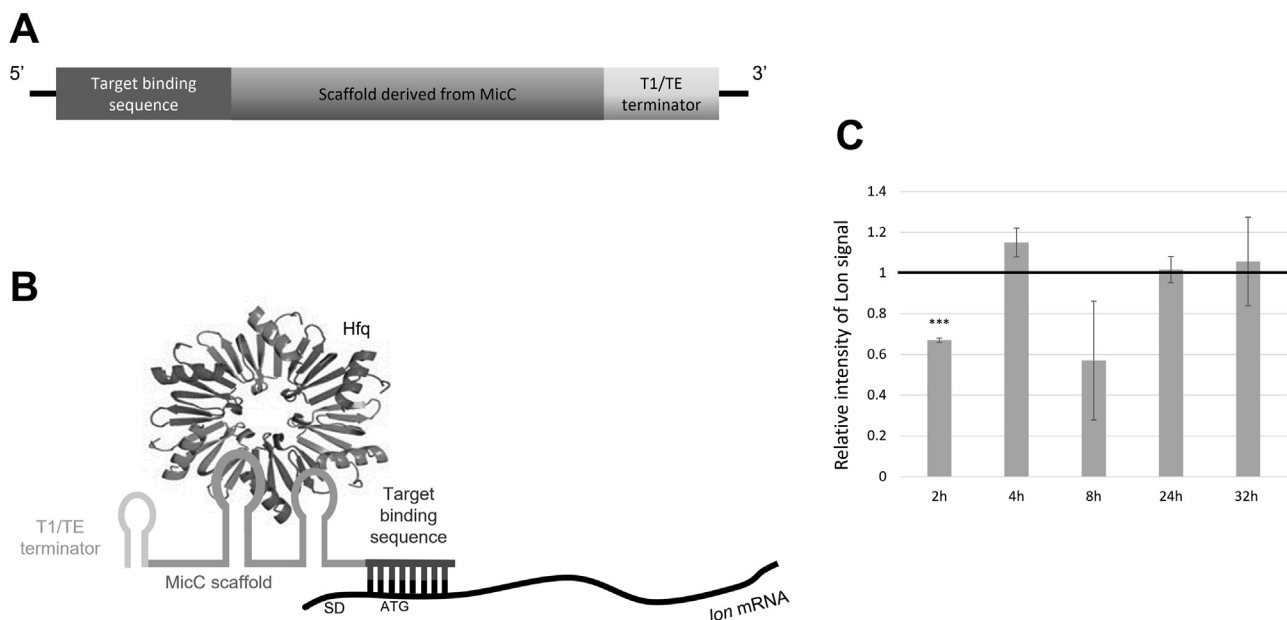 A
5’
Target binding
sequence
Scaffold derived from MicC
T1/TE
terminator
3’
B
Hfq
Target
binding
sequence
T1/TE
terminator
MicC scaffold
SD
ATG
lon mRNA
C
Relative intensity of Lon signal
1.4
1.2
1
0.8
0.6
0.4
0.2
0
***
2h
4h
8h
24h
32h